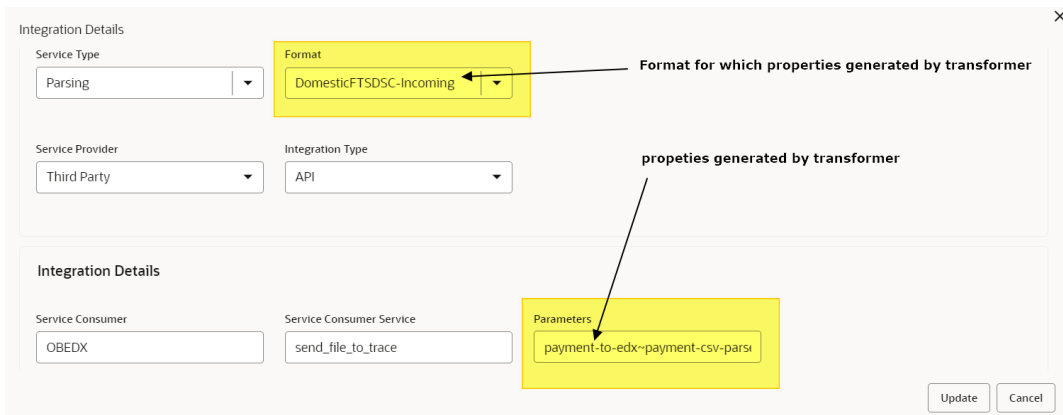 Integration Details
Service Type
Format
Parsing
DomesticFTSDSC-Incoming
Format for which properties generated by transformer
Service Provider
Integration Type
propeties generated by transformer
Third Party
API
Integration Details
Service Consumer
Service Consumer Service
Parameters
OBEDX
send_file_to_trace
payment-to-edx~payment-csv-parse
Update
Cancel